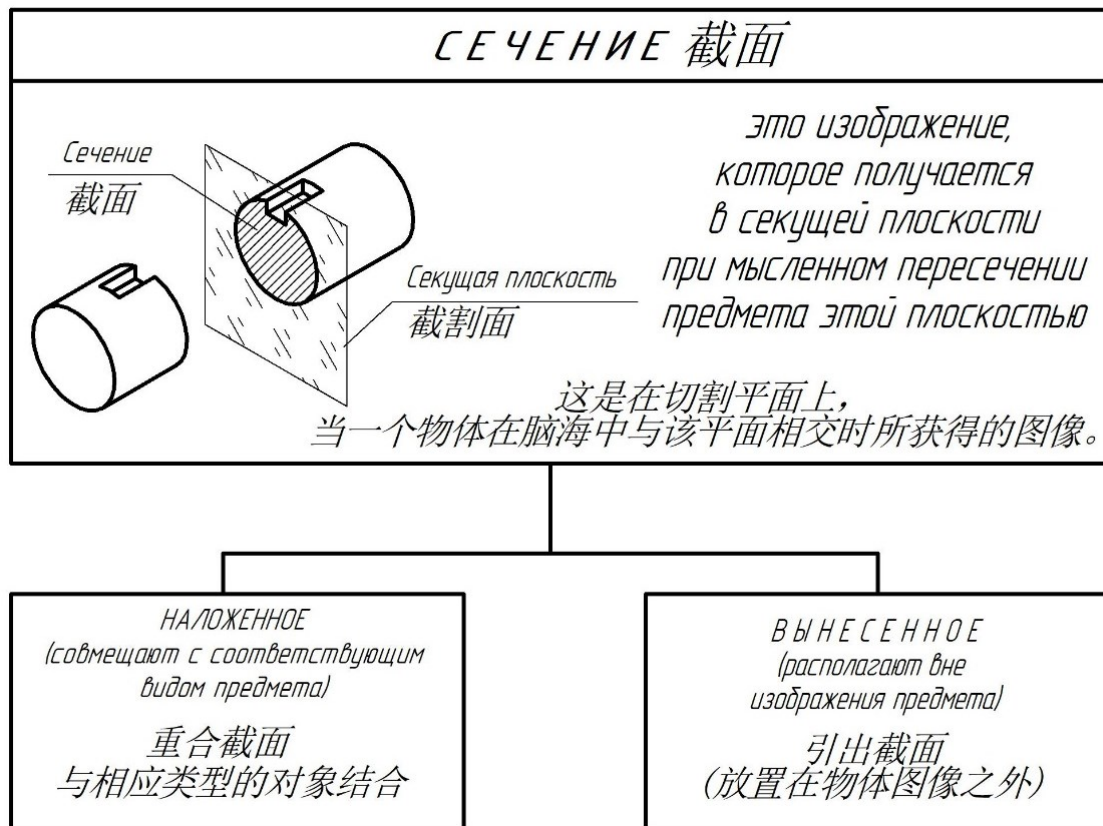 СЕЧЕНИЕ 截面
Сечение
截面
Секущая плоскость
截割面
это изображение,
которое получается
в секущей плоскости
при мысленном пересечении
предмета этой плоскостью
这是在切割平面上，
当一个物体在脑海中与该平面相交时所获得的图像。
НАЛОЖЕННОЕ
(совмещают с соответствующим
видом предмета)
重合截面
与相应类型的对象结合
ВЫНЕСЕННОЕ
(располагают вне
изображения предмета)
引出截面
(放置在物体图像之外)